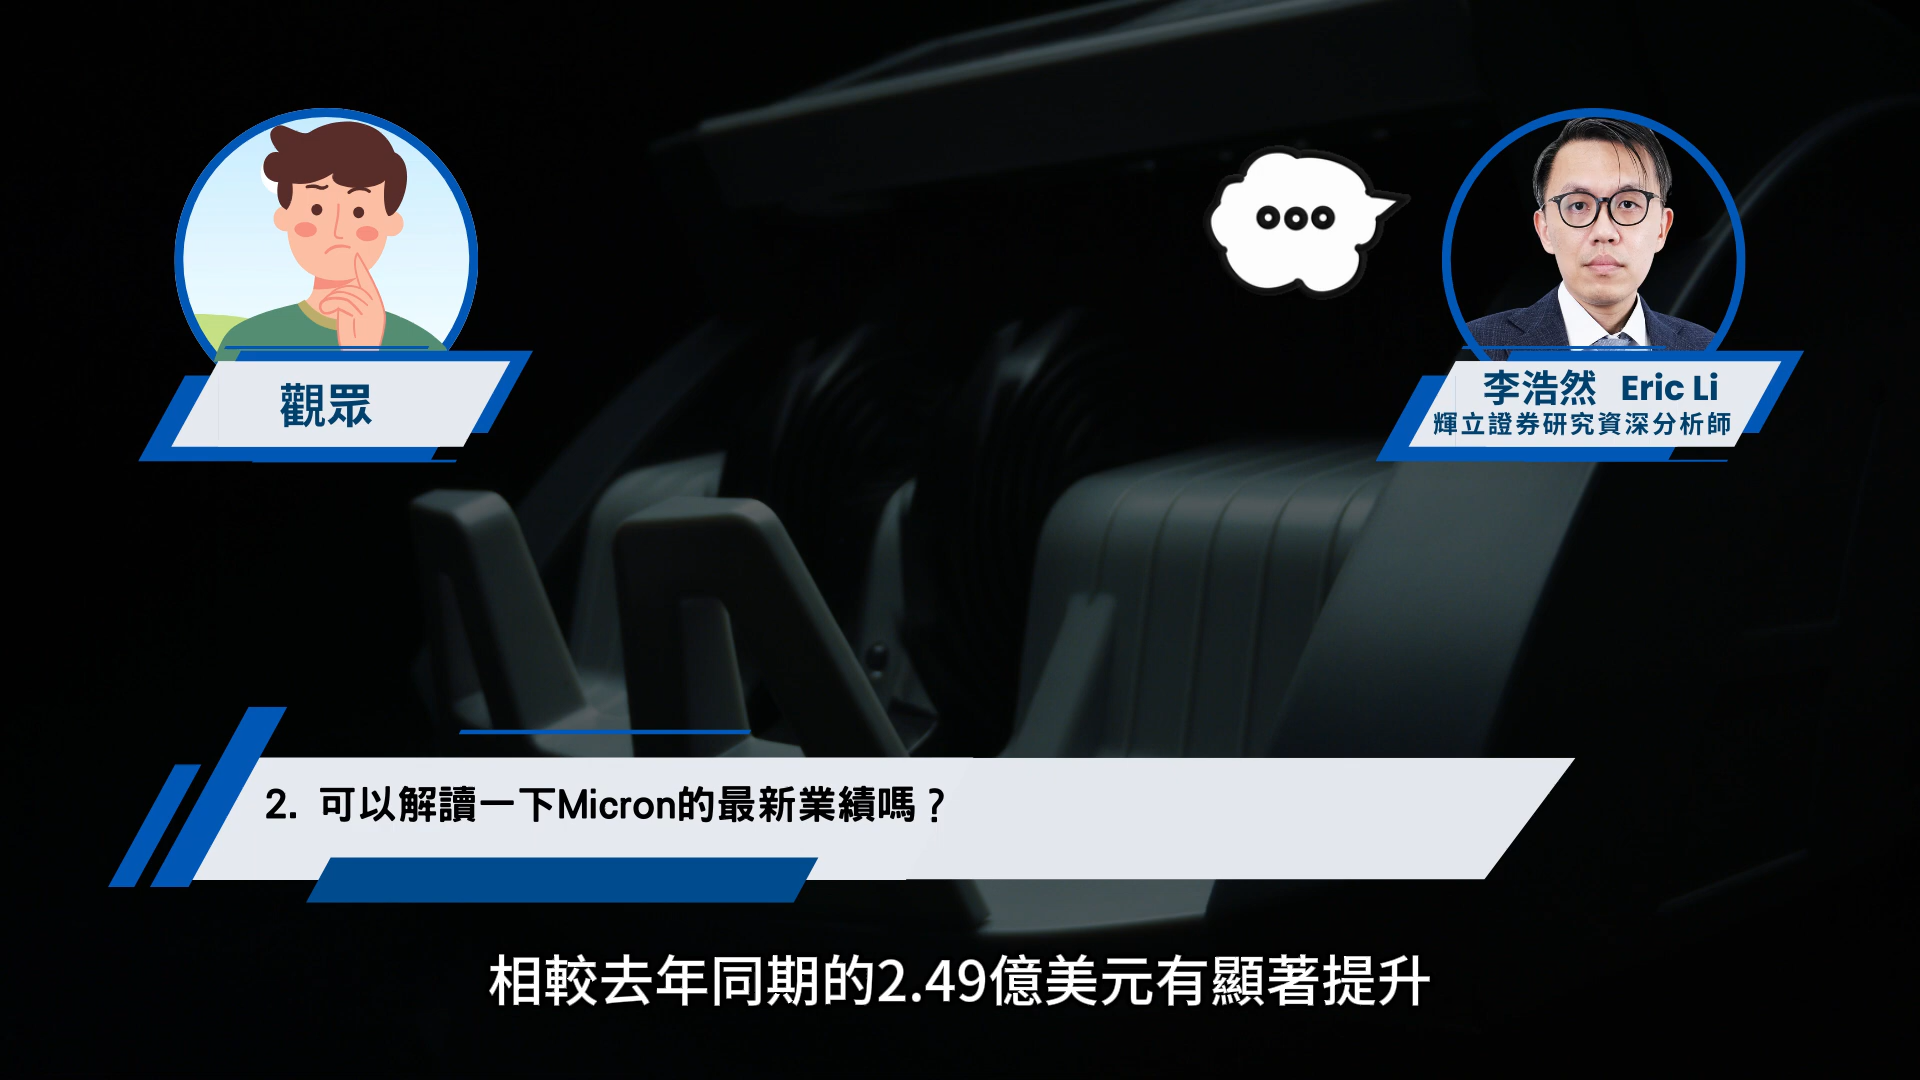 觀眾
李浩然 Eric Li
輝立證券研究資深分析師
2. 可以解讀一下Micron的最新業績嗎？
相較去年同期的2.49億美元有顯著提升